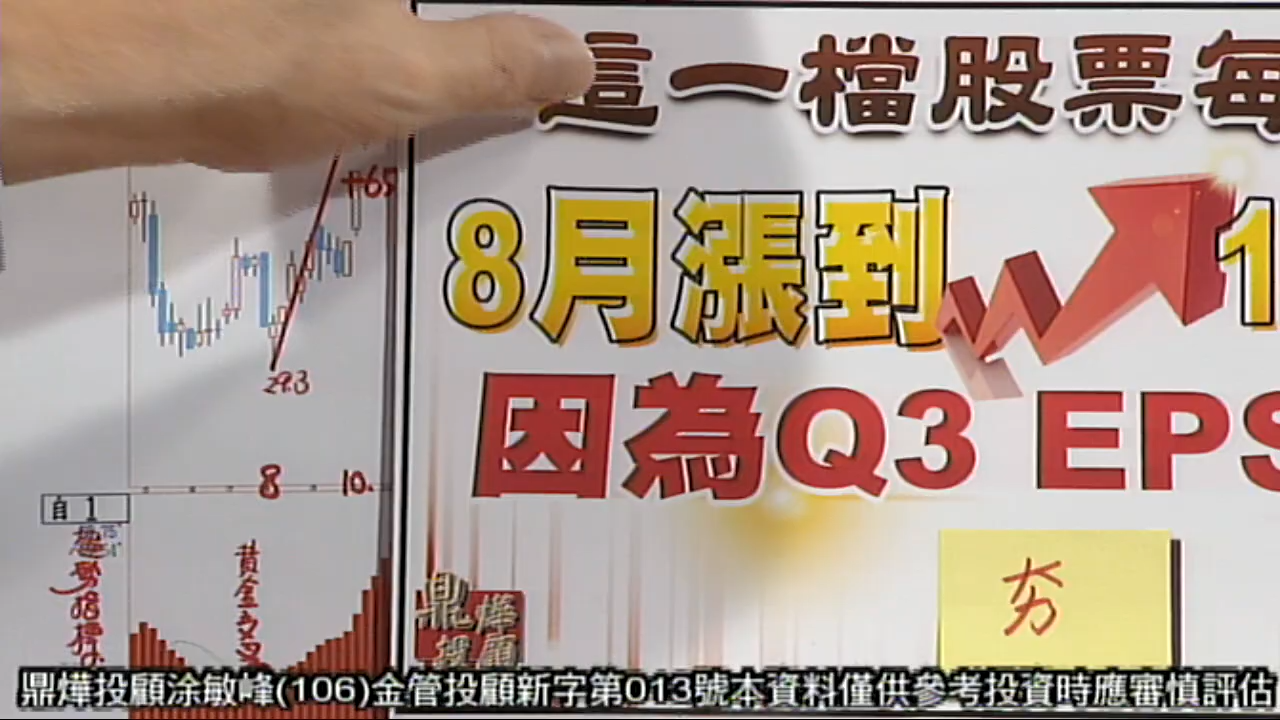 這一檔股票每
+65
8月漲到 1
29.3
因為Q3 EPS
8 10.
自 1
趨勢指標
黃金交叉
夯
鼎燁投顧
鼎燁投顧涂敏峰(106)金管投顧新字第013號本資料僅供參考投資時應審慎評估